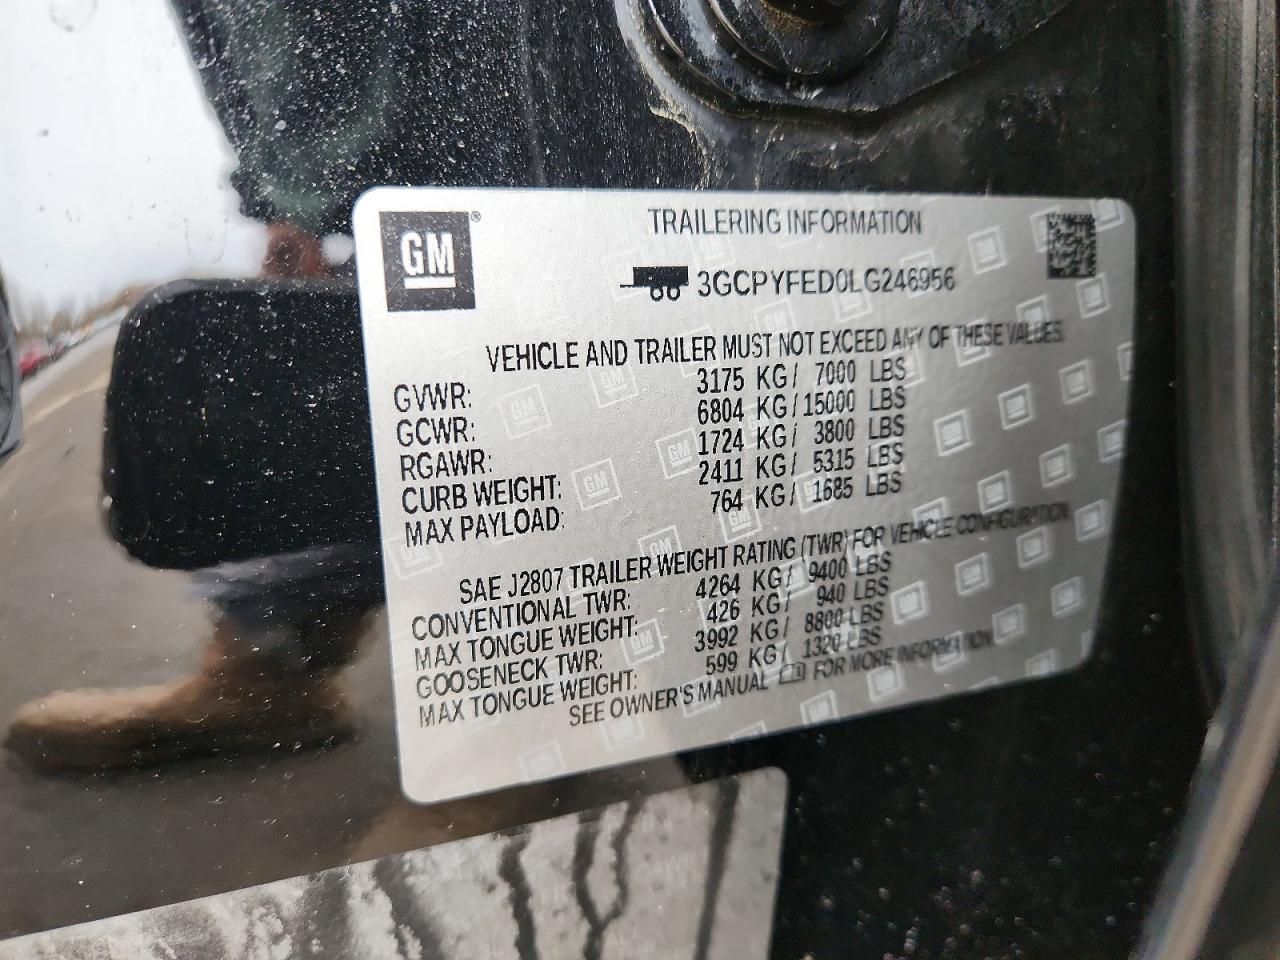 GM®
TRAILERING INFORMATION
3GCPYFED0LG246956
VEHICLE AND TRAILER MUST NOT EXCEED ANY OF THESE VALUES.
GVWR: 3175 KG/ 7000 LBS
GCWR: 6804 KG/15000 LBS
RGAWR: 1724 KG/ 3800 LBS
CURB WEIGHT: 2411 KG/ 5315 LBS
MAX PAYLOAD: 764 KG/ 1685 LBS
SAE J2807 TRAILER WEIGHT RATING (TWR) FOR VEHICLE CONFIGURATION
CONVENTIONAL TWR: 4264 KG/ 9400 LBS
MAX TONGUE WEIGHT: 426 KG/ 940 LBS
GOOSENECK TWR: 3992 KG/ 8800 LBS
MAX TONGUE WEIGHT: 599 KG/ 1320 LBS
SEE OWNER'S MANUAL FOR MORE INFORMATION